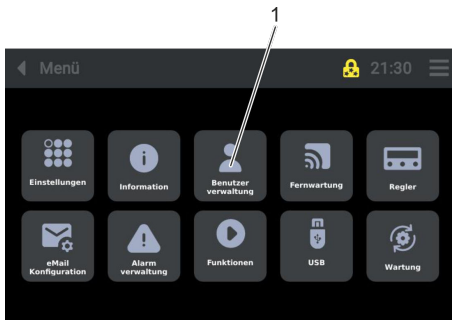 1
Menü
21:30
Einstellungen
Information
Benutzer
verwaltung
Fernwartung
Regler
eMail
Konfiguration
Alarm
verwaltung
Funktionen
USB
Wartung